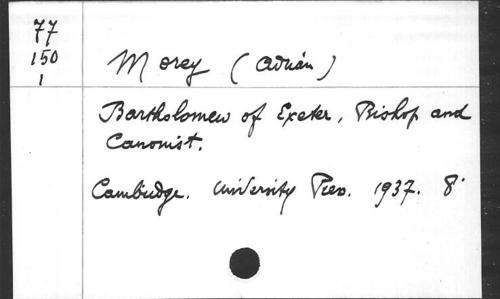 77
150
1
Morey (Adrian)
Bartholomew of Exeter, Bishop and
Canonist.
Cambridge. University Press. 1937. 8°